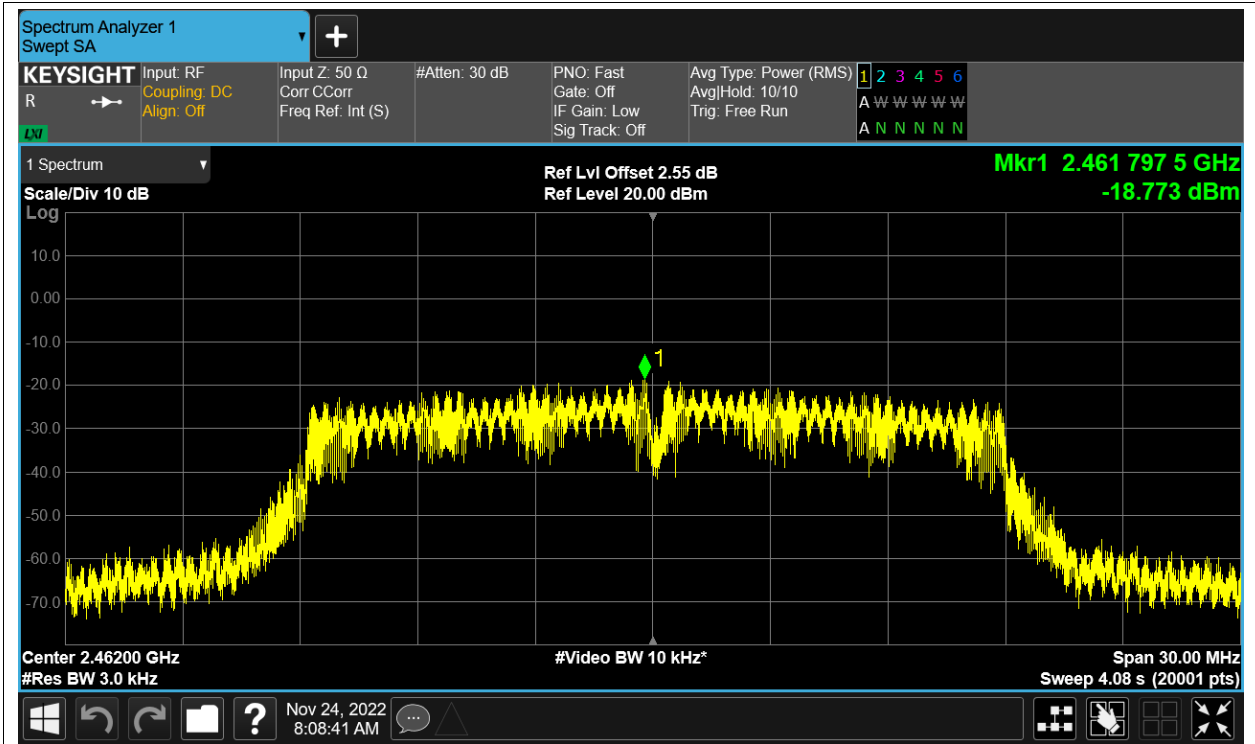 Spectrum Analyzer 1
Swept SA
KEYSIGHT
R
LXI
Input: RF
Coupling: DC
Align: Off
Input Z: 50 Ω
Corr CCorr
Freq Ref: Int (S)
#Atten: 30 dB
PNO: Fast
Gate: Off
IF Gain: Low
Sig Track: Off
Avg Type: Power (RMS)
Avg|Hold: 10/10
Trig: Free Run
1 2 3 4 5 6
A W W W W W
A N N N N N
1 Spectrum
Scale/Div 10 dB
Log
Ref Lvl Offset 2.55 dB
Ref Level 20.00 dBm
Mkr1 2.461 797 5 GHz
-18.773 dBm
10.0
0.00
-10.0
1
-20.0
-30.0
-40.0
-50.0
-60.0
-70.0
Center 2.46200 GHz
#Video BW 10 kHz*
Span 30.00 MHz
#Res BW 3.0 kHz
Sweep 4.08 s (20001 pts)
?
Nov 24, 2022
8:08:41 AM